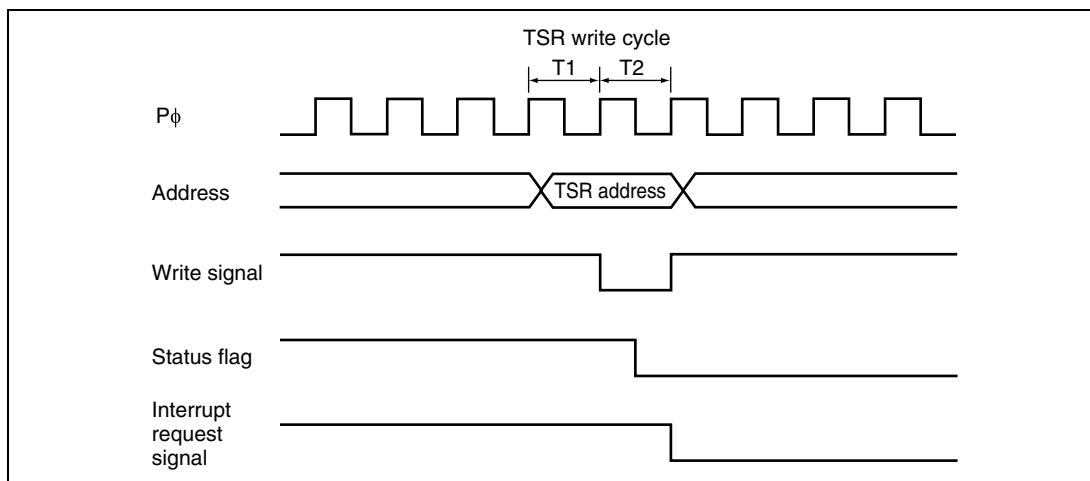 TSR write cycle
T1 T2
Pϕ
Address
TSR address
Write signal
Status flag
Interrupt
request
signal